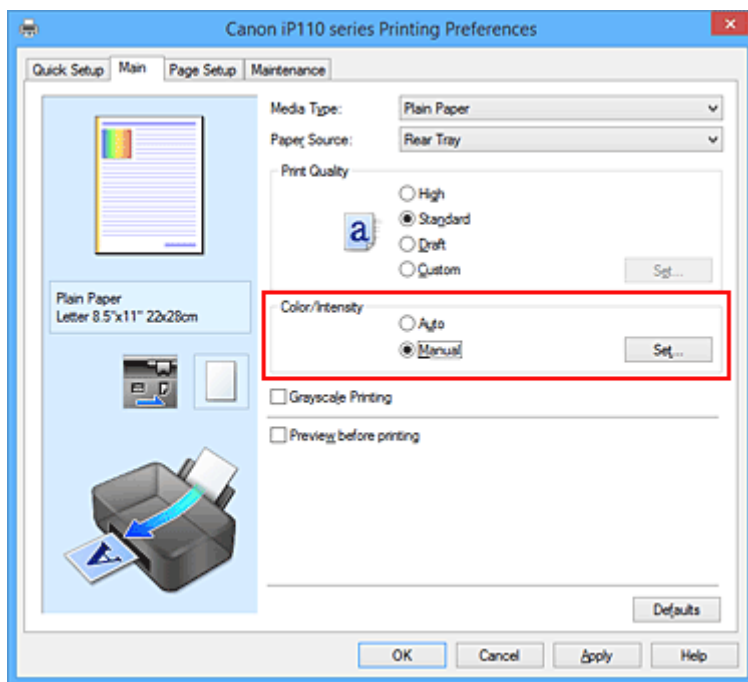 Canon iP110 series Printing Preferences
Quick Setup Main Page Setup Maintenance
Media Type: Plain Paper
Paper Source: Rear Tray
Print Quality
High
a Standard
Draft
Custom Set...
Plain Paper
Letter 8.5"x11" 22x28cm
Color/Intensity
Auto
Manual Set...
Grayscale Printing
Preview before printing
A
Defaults
OK Cancel Apply Help